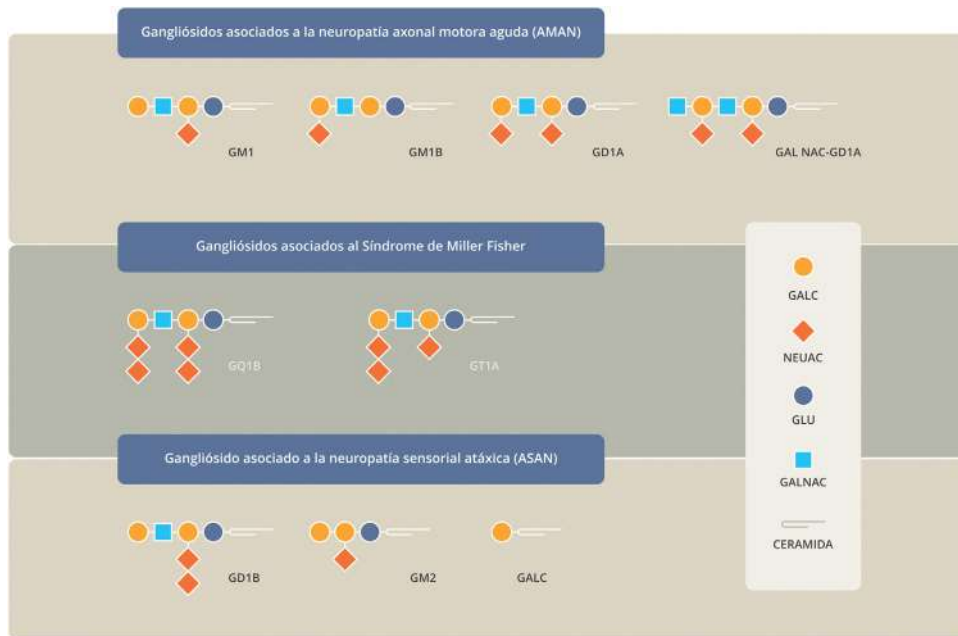 Gangliósidos asociados a la neuropatía axonal motora aguda (AMAN)
GM1
GM1B
GD1A
GAL NAC-GD1A
Gangliósidos asociados al Síndrome de Miller Fisher
GQ1B
GT1A
Gangliósido asociado a la neuropatía sensorial atáxica (ASAN)
GD1B
GM2
GALC
GALC
NEUAC
GLU
GALNAC
CERAMIDA